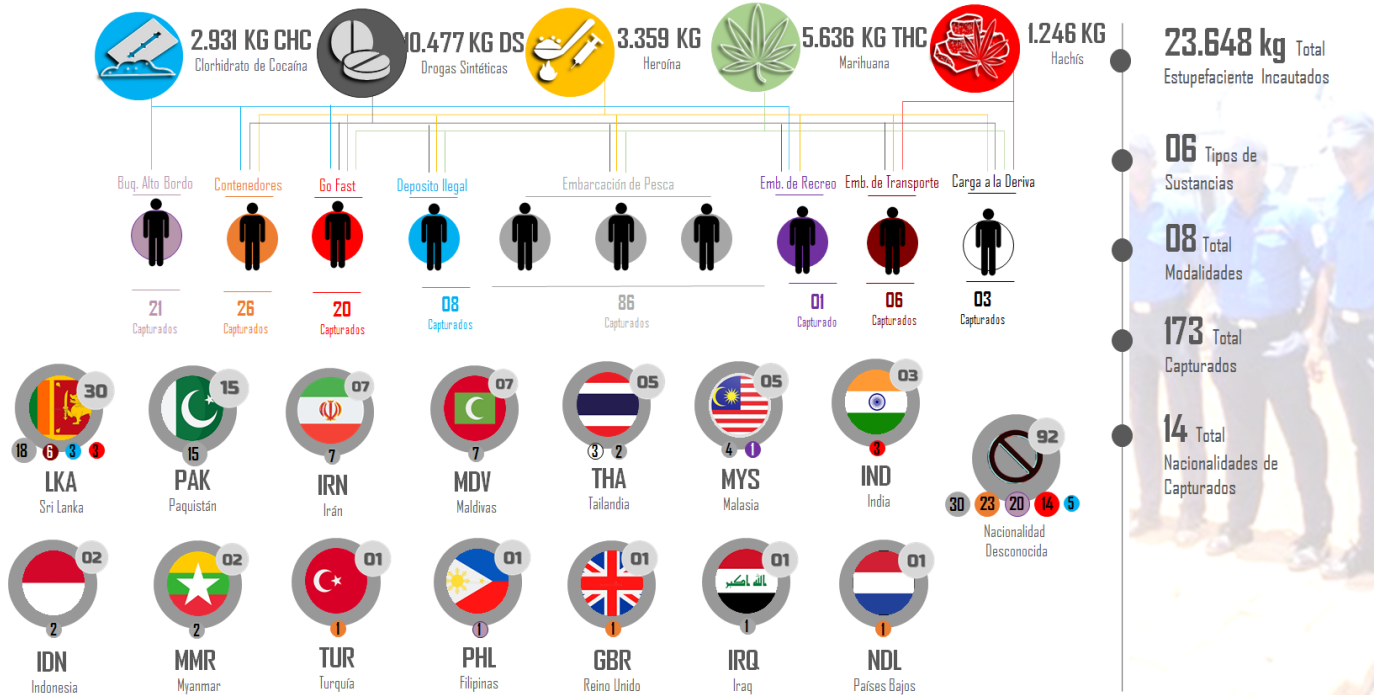 2.931 KG CHC
Clorhidrato de Cocaína
10.477 KG DS
Drogas Sintéticas
3.359 KG
Heroína
5.636 KG THC
Marihuana
1.246 KG
Hachís
23.648 kg Total
Estupefaciente Incautados
06 Tipos de
Sustancias
08 Total
Modalidades
173 Total
Capturados
14 Total
Nacionalidades de
Capturados
Buq. Alto Bordo
Contenedores
Go Fast
Deposito Ilegal
Embarcación de Pesca
Emb. de Recreo
Emb. de Transporte
Carga a la Deriva
21
Capturados
26
Capturados
20
Capturados
08
Capturados
86
Capturados
01
Capturado
06
Capturados
03
Capturados
30
18 6 3 3
LKA
Sri Lanka
15
15
PAK
Paquistán
07
7
IRN
Irán
07
7
MDV
Maldivas
05
3 2
THA
Tailandia
05
4 1
MYS
Malasia
03
3
IND
India
92
30 23 20 14 5
Nacionalidad
Desconocida
02
2
IDN
Indonesia
02
2
MMR
Myanmar
01
1
TUR
Turquía
01
1
PHL
Filipinas
01
1
GBR
Reino Unido
01
الله اكبر
1
IRQ
Iraq
01
1
NDL
Países Bajos